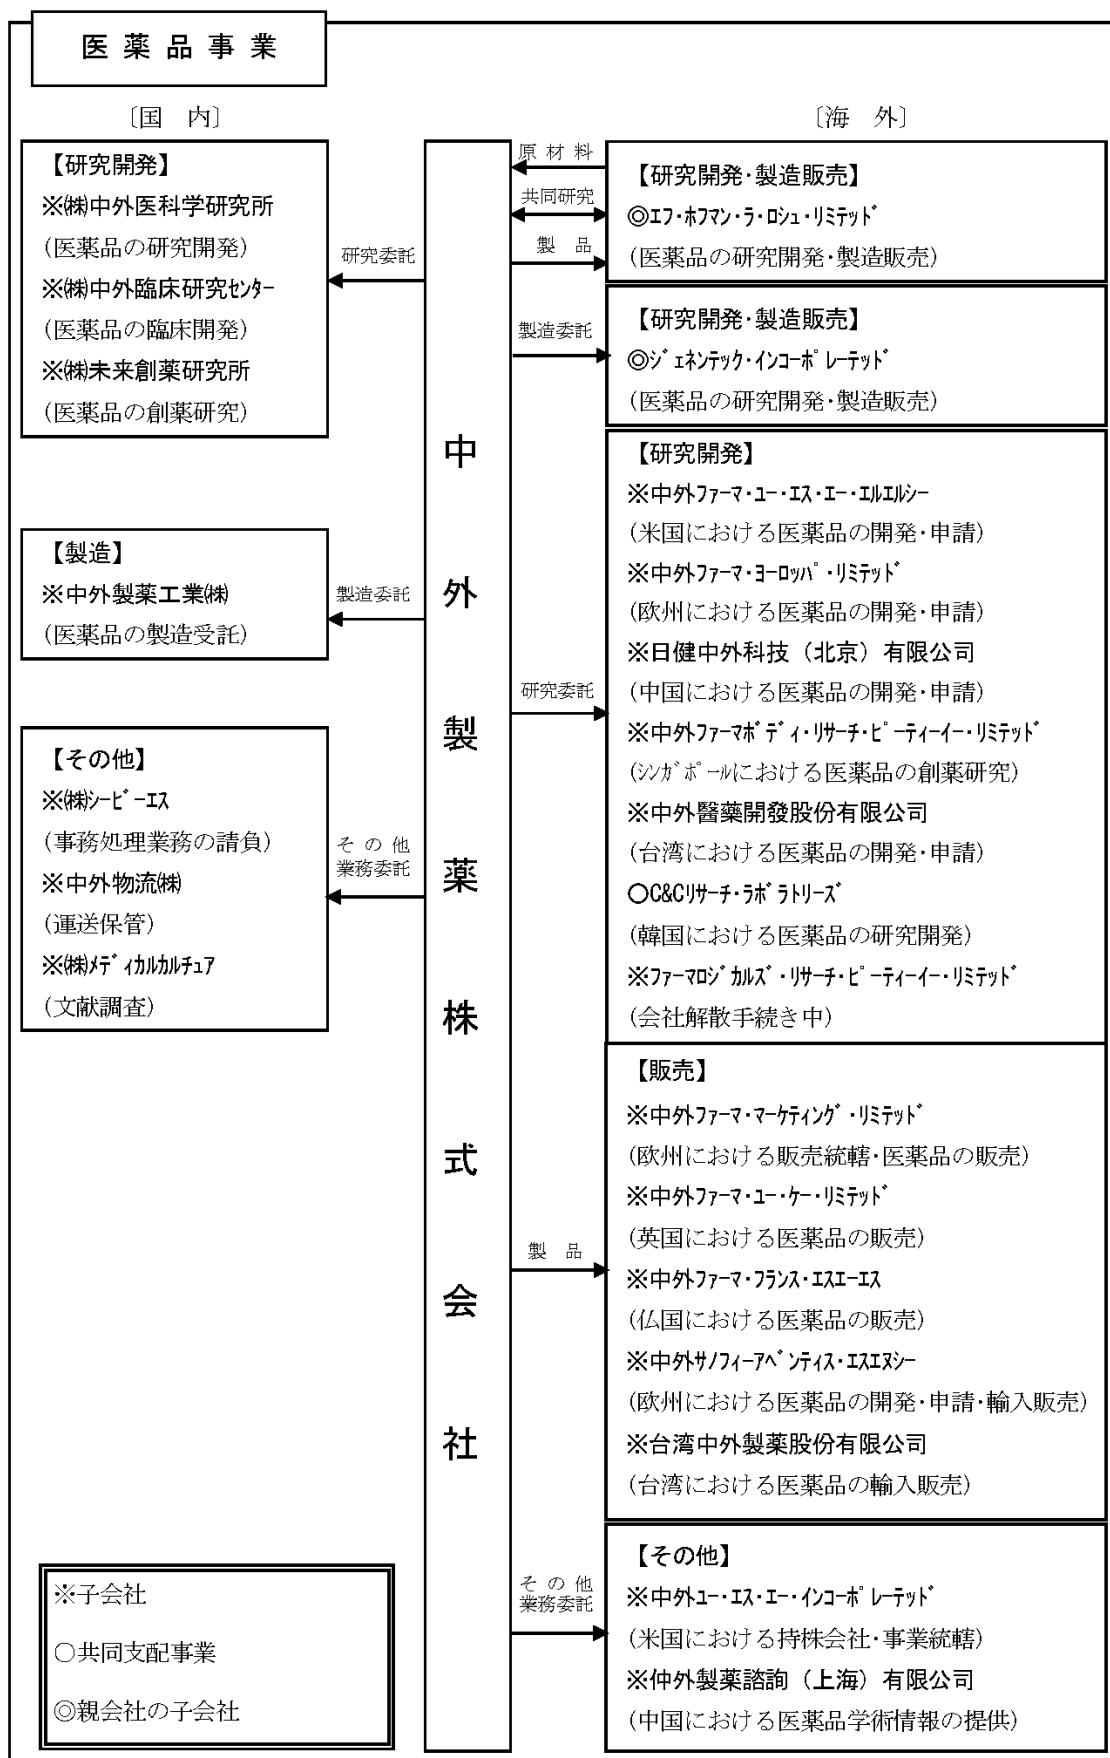 医薬品事業
〔国 内〕
【研究開発】
※㈱中外医科学研究所
(医薬品の研究開発)
※㈱中外臨床研究ｾﾝﾀｰ
(医薬品の臨床開発)
※㈱未来創薬研究所
(医薬品の創薬研究)
研究委託
【製造】
※中外製薬工業㈱
(医薬品の製造受託)
製造委託
【その他】
※㈱ｼｰﾋﾞｰｴｽ
(事務処理業務の請負)
※中外物流㈱
(運送保管)
※㈱ﾒﾃﾞｨｶﾙｶﾙﾁｭｱ
(文献調査)
その他
業務委託
※子会社
○共同支配事業
◎親会社の子会社
中外製薬株式会社
〔海 外〕
原材料
共同研究
製 品
【研究開発･製造販売】
◎ｴﾌ･ﾎﾌﾏﾝ･ﾗ･ﾛｼｭ･ﾘﾐﾃｯﾄﾞ
(医薬品の研究開発･製造販売)
製造委託
【研究開発･製造販売】
◎ｼﾞｪﾈﾝﾃｯｸ･ｲﾝｺｰﾎﾟﾚｰﾃｯﾄﾞ
(医薬品の研究開発･製造販売)
研究委託
【研究開発】
※中外ﾌｧｰﾏ･ﾕｰ･ｴｽ･ｴｰ･ｴﾙｴﾙｼｰ
(米国における医薬品の開発･申請)
※中外ﾌｧｰﾏ･ﾖｰﾛｯﾊﾟ･ﾘﾐﾃｯﾄﾞ
(欧州における医薬品の開発･申請)
※日健中外科技（北京）有限公司
(中国における医薬品の開発･申請)
※中外ﾌｧｰﾏﾎﾞﾃﾞｨ･ﾘｻｰﾁ･ﾋﾟｰﾃｨｰｲｰ･ﾘﾐﾃｯﾄﾞ
(ｼﾝｶﾞﾎﾟｰﾙにおける医薬品の創薬研究)
※中外醫藥開發股份有限公司
(台湾における医薬品の開発･申請)
○C&Cﾘｻｰﾁ･ﾗﾎﾞﾗﾄﾘｰｽﾞ
(韓国における医薬品の研究開発)
※ﾌｧｰﾏﾛｼﾞｶﾙｽﾞ･ﾘｻｰﾁ･ﾋﾟｰﾃｨｰｲｰ･ﾘﾐﾃｯﾄﾞ
(会社解散手続き中)
製 品
【販売】
※中外ﾌｧｰﾏ･ﾏｰｹﾃｨﾝｸﾞ･ﾘﾐﾃｯﾄﾞ
(欧州における販売統轄･医薬品の販売)
※中外ﾌｧｰﾏ･ﾕｰ･ｹｰ･ﾘﾐﾃｯﾄﾞ
(英国における医薬品の販売)
※中外ﾌｧｰﾏ･ﾌﾗﾝｽ･ｴｽｴｰｴｽ
(仏国における医薬品の販売)
※中外ｻﾉﾌｨｰｱﾍﾞﾝﾃｨｽ･ｴｽｴﾇｼｰ
(欧州における医薬品の開発･申請･輸入販売)
※台湾中外製薬股份有限公司
(台湾における医薬品の輸入販売)
その他
業務委託
【その他】
※中外ﾕｰ･ｴｽ･ｴｰ･ｲﾝｺｰﾎﾟﾚｰﾃｯﾄﾞ
(米国における持株会社･事業統轄)
※仲外製薬諮詢（上海）有限公司
(中国における医薬品学術情報の提供)